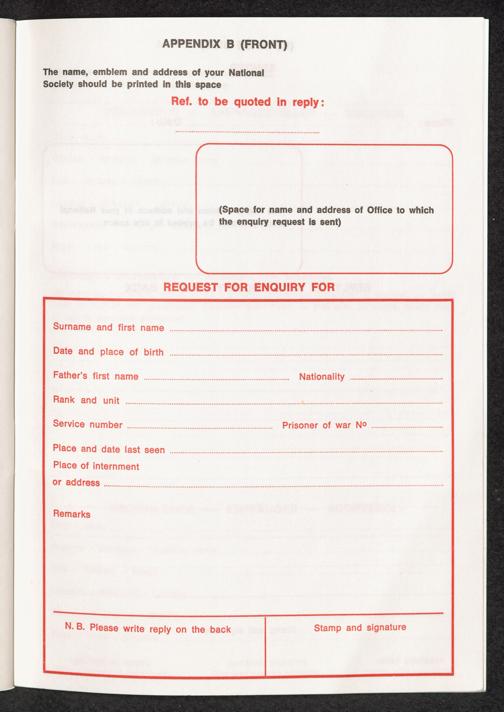 APPENDIX B (FRONT)
The name, emblem and address of your National
Society should be printed in this space
Ref. to be quoted in reply:
(Space for name and address of Office to which
the enquiry request is sent)
REQUEST FOR ENQUIRY FOR
Surname and first name
Date and place of birth
Father's first name Nationality
Rank and unit
Service number Prisoner of war Nº
Place and date last seen
Place of internment
or address
Remarks
N. B. Please write reply on the back Stamp and signature